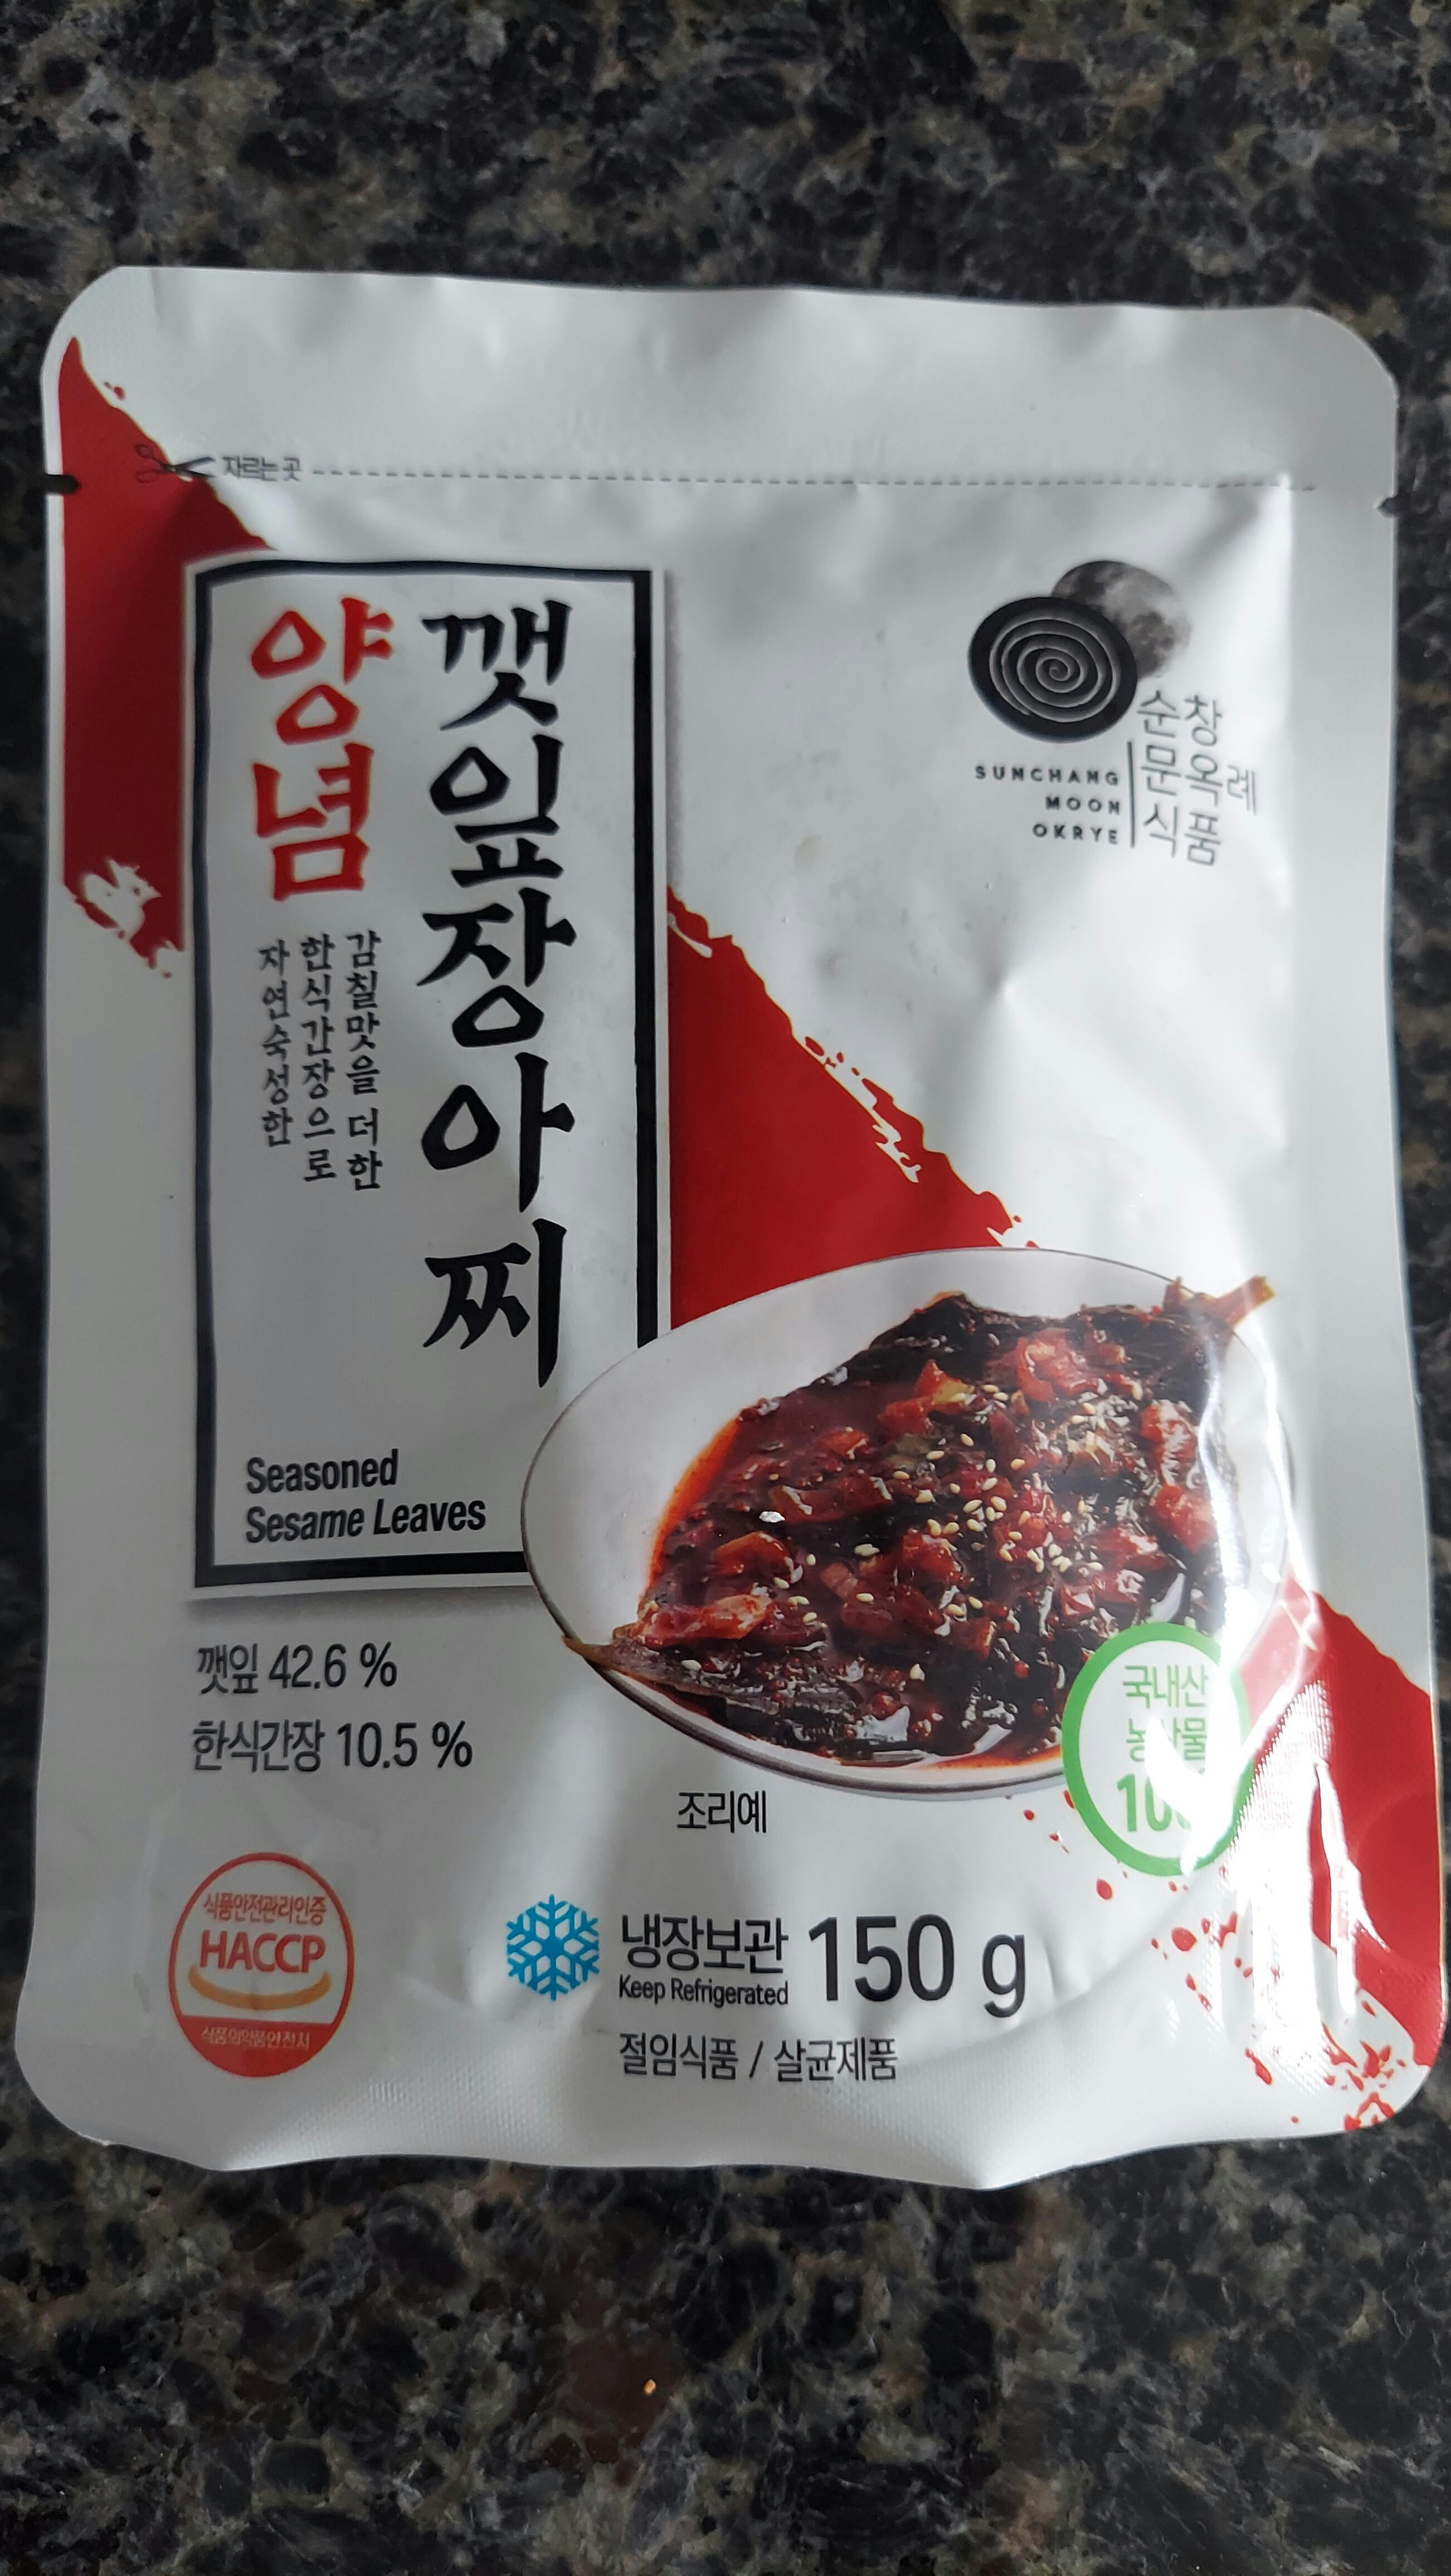 자르는 곳
양념
깻잎장아찌
감칠맛을 더한
한식간장으로
자연숙성한
Seasoned
Sesame Leaves
SUNCHANG
MOON
OKRYE
순창
문옥례
식품
깻잎 42.6 %
한식간장 10.5 %
조리예
국내산
농산물
식품안전관리인증
HACCP
식품의약품안전처
냉장보관
Keep Refrigerated
150 g
절임식품 / 살균제품